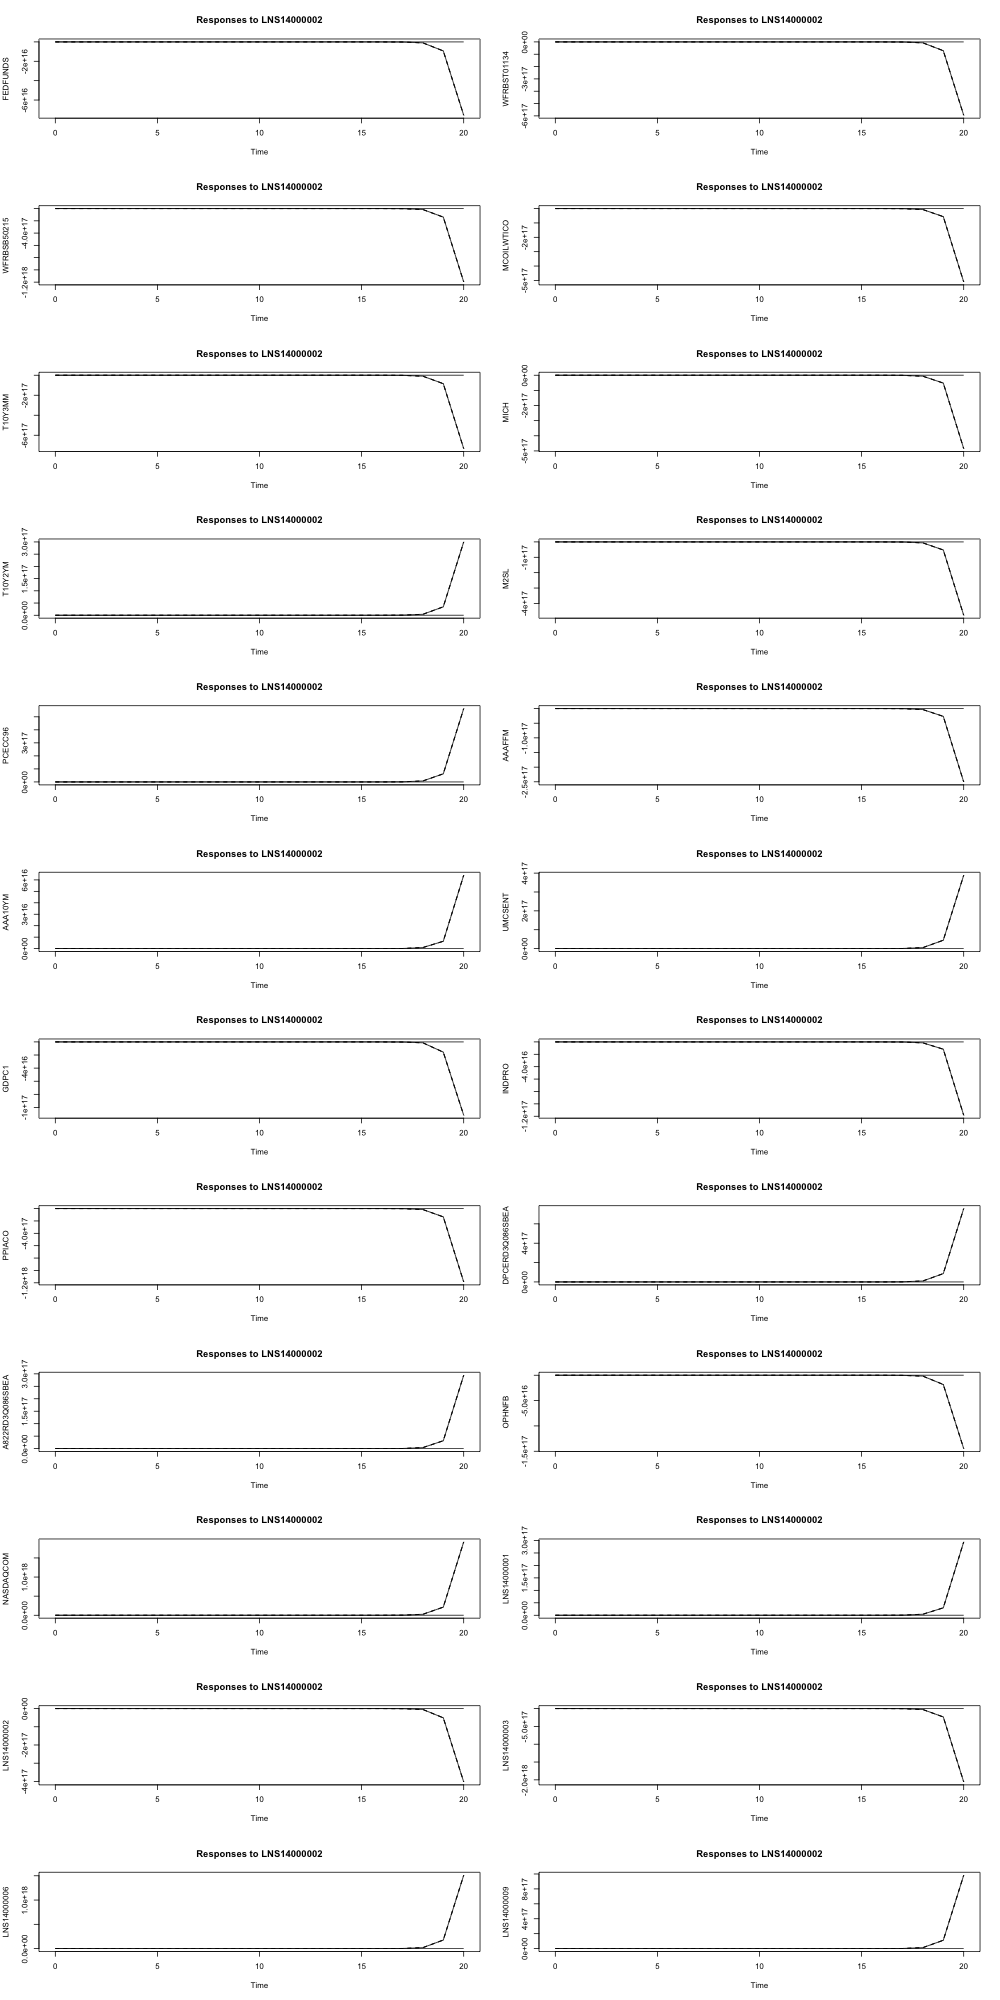 Responses to LNS14000002
FEDFUNDS
-6e+16 -2e+16
0 5 10 15 20
Time
Responses to LNS14000002
WFRBST01134
-6e+17 -3e+17 0e+00
0 5 10 15 20
Time
Responses to LNS14000002
WFRBSB50215
-1.2e+18 -4.0e+17
0 5 10 15 20
Time
Responses to LNS14000002
MCOILWTICO
-5e+17 -2e+17
0 5 10 15 20
Time
Responses to LNS14000002
T10Y3MM
-6e+17 -2e+17
0 5 10 15 20
Time
Responses to LNS14000002
MICH
-5e+17 -2e+17 0e+00
0 5 10 15 20
Time
Responses to LNS14000002
T10Y2YM
0.0e+00 1.5e+17 3.0e+17
0 5 10 15 20
Time
Responses to LNS14000002
M2SL
-4e+17 -1e+17
0 5 10 15 20
Time
Responses to LNS14000002
PCECC96
0e+00 3e+17
0 5 10 15 20
Time
Responses to LNS14000002
AAAFFM
-2.5e+17 -1.0e+17
0 5 10 15 20
Time
Responses to LNS14000002
AAA10YM
0e+00 3e+16 6e+16
0 5 10 15 20
Time
Responses to LNS14000002
UMCSENT
0e+00 2e+17 4e+17
0 5 10 15 20
Time
Responses to LNS14000002
GDPC1
-1e+17 -4e+16
0 5 10 15 20
Time
Responses to LNS14000002
INDPRO
-1.2e+17 -4.0e+16
0 5 10 15 20
Time
Responses to LNS14000002
PPIACO
-1.2e+18 -4.0e+17
0 5 10 15 20
Time
Responses to LNS14000002
DPCERD3Q086SBEA
0e+00 4e+17
0 5 10 15 20
Time
Responses to LNS14000002
A822RD3Q086SBEA
0.0e+00 1.5e+17 3.0e+17
0 5 10 15 20
Time
Responses to LNS14000002
OPHNFB
-1.5e+17 -5.0e+16
0 5 10 15 20
Time
Responses to LNS14000002
NASDAQCOM
0.0e+00 1.0e+18
0 5 10 15 20
Time
Responses to LNS14000002
LNS14000001
0.0e+00 1.5e+17 3.0e+17
0 5 10 15 20
Time
Responses to LNS14000002
LNS14000002
-4e+17 -2e+17 0e+00
0 5 10 15 20
Time
Responses to LNS14000002
LNS14000003
-2.0e+18 -5.0e+17
0 5 10 15 20
Time
Responses to LNS14000002
LNS14000006
0.0e+00 1.0e+18
0 5 10 15 20
Time
Responses to LNS14000002
LNS14000009
0e+00 4e+17 8e+17
0 5 10 15 20
Time